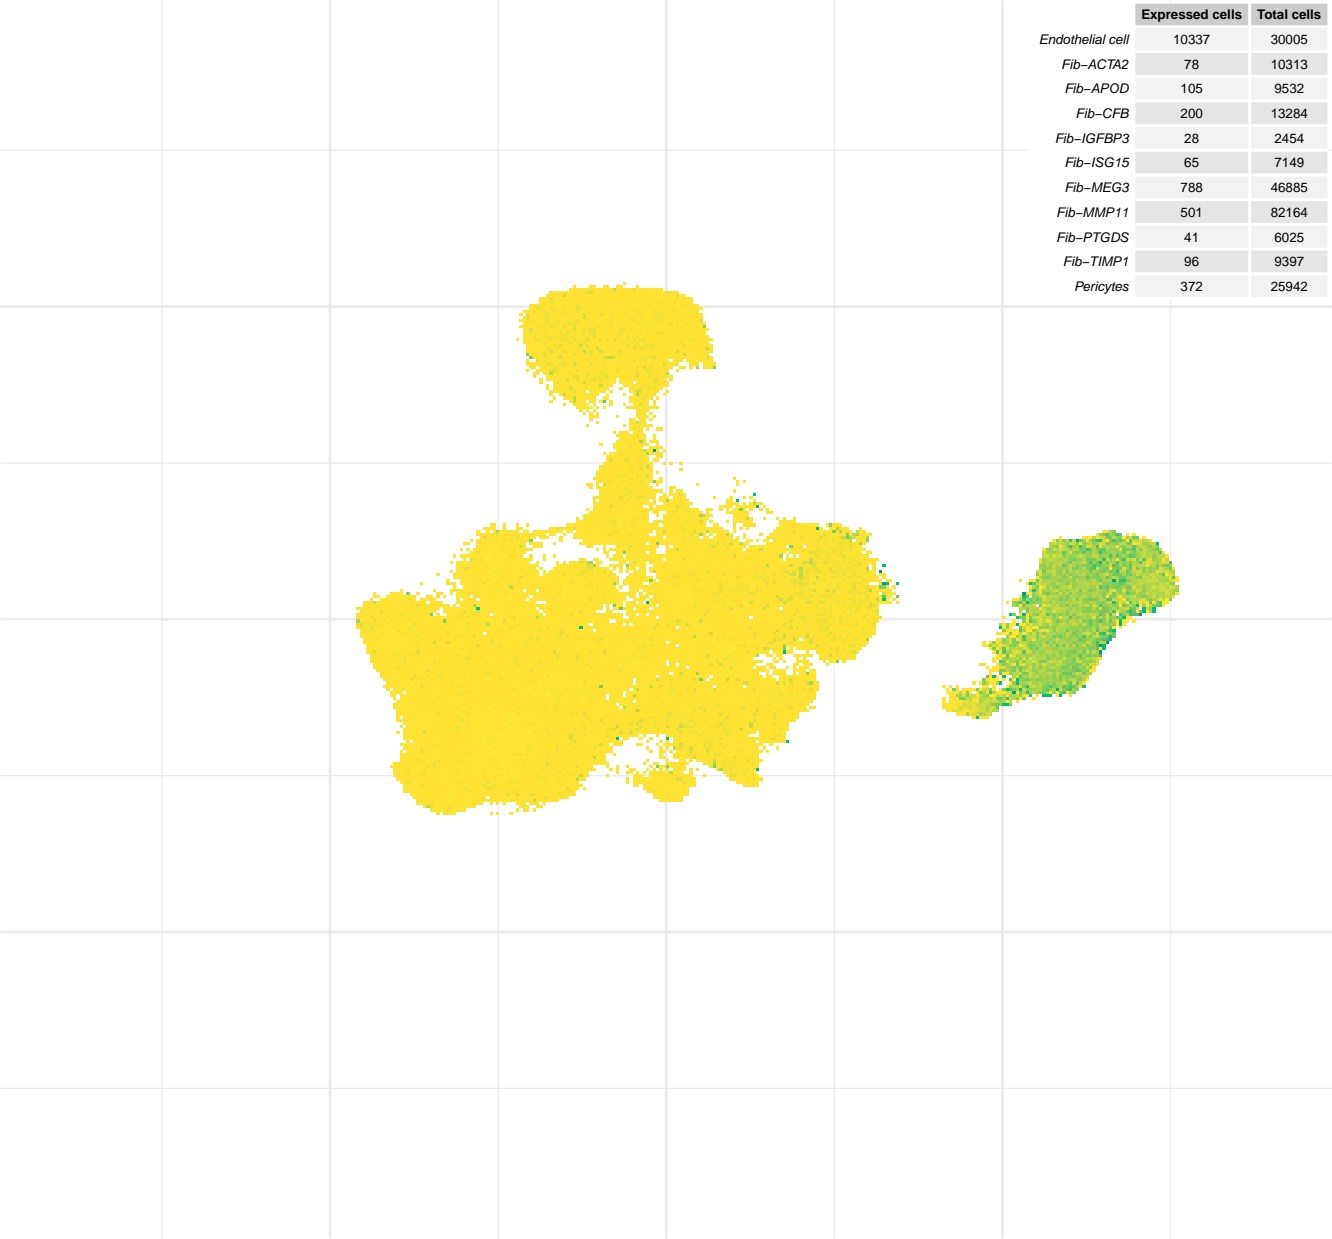 Expressed cells Total cells
Endothelial cell 10337 30005
Fib−ACTA2 78 10313
Fib−APOD 105 9532
Fib−CFB 200 13284
Fib−IGFBP3 28 2454
Fib−ISG15 65 7149
Fib−MEG3 788 46885
Fib−MMP11 501 82164
Fib−PTGDS 41 6025
Fib−TIMP1 96 9397
Pericytes 372 25942